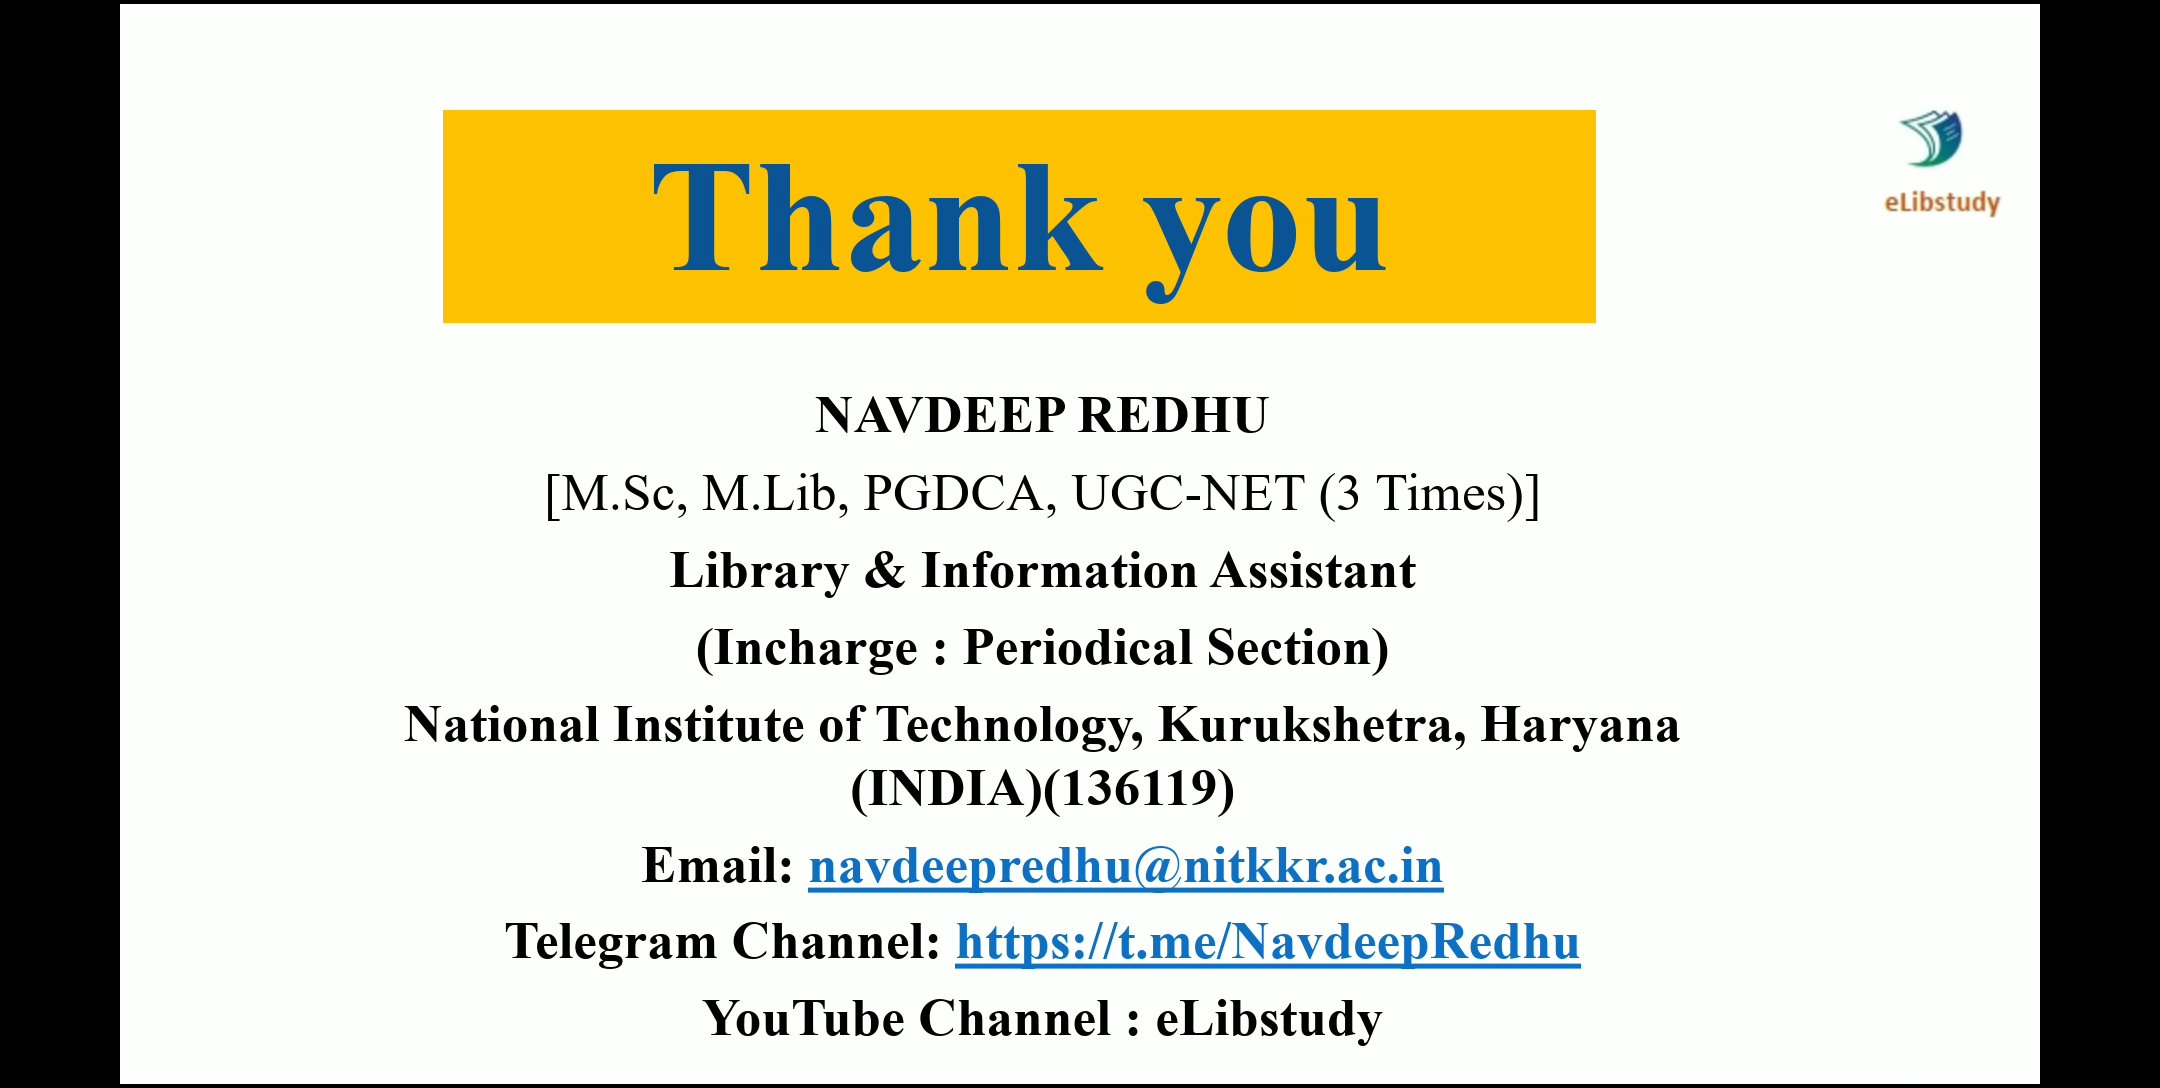 Thank you
eLibstudy
NAVDEEP REDHU
[M.Sc, M.Lib, PGDCA, UGC-NET (3 Times)]
Library & Information Assistant
(Incharge : Periodical Section)
National Institute of Technology, Kurukshetra, Haryana
(INDIA)(136119)
Email: navdeepredhu@nitkkr.ac.in
Telegram Channel: https://t.me/NavdeepRedhu
YouTube Channel : eLibstudy